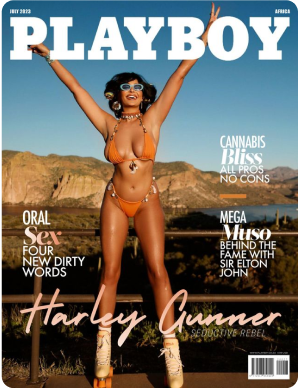 JULY 2023
AFRICA
PLAYBOY
CANNABIS
Bliss
ALL PROS
NO CONS
ORAL
Sex
FOUR
NEW DIRTY
WORDS
MEGA
Muso
BEHIND THE
FAME WITH
SIR ELTON
JOHN
Harley Gunner
SEDUCTIVE REBEL